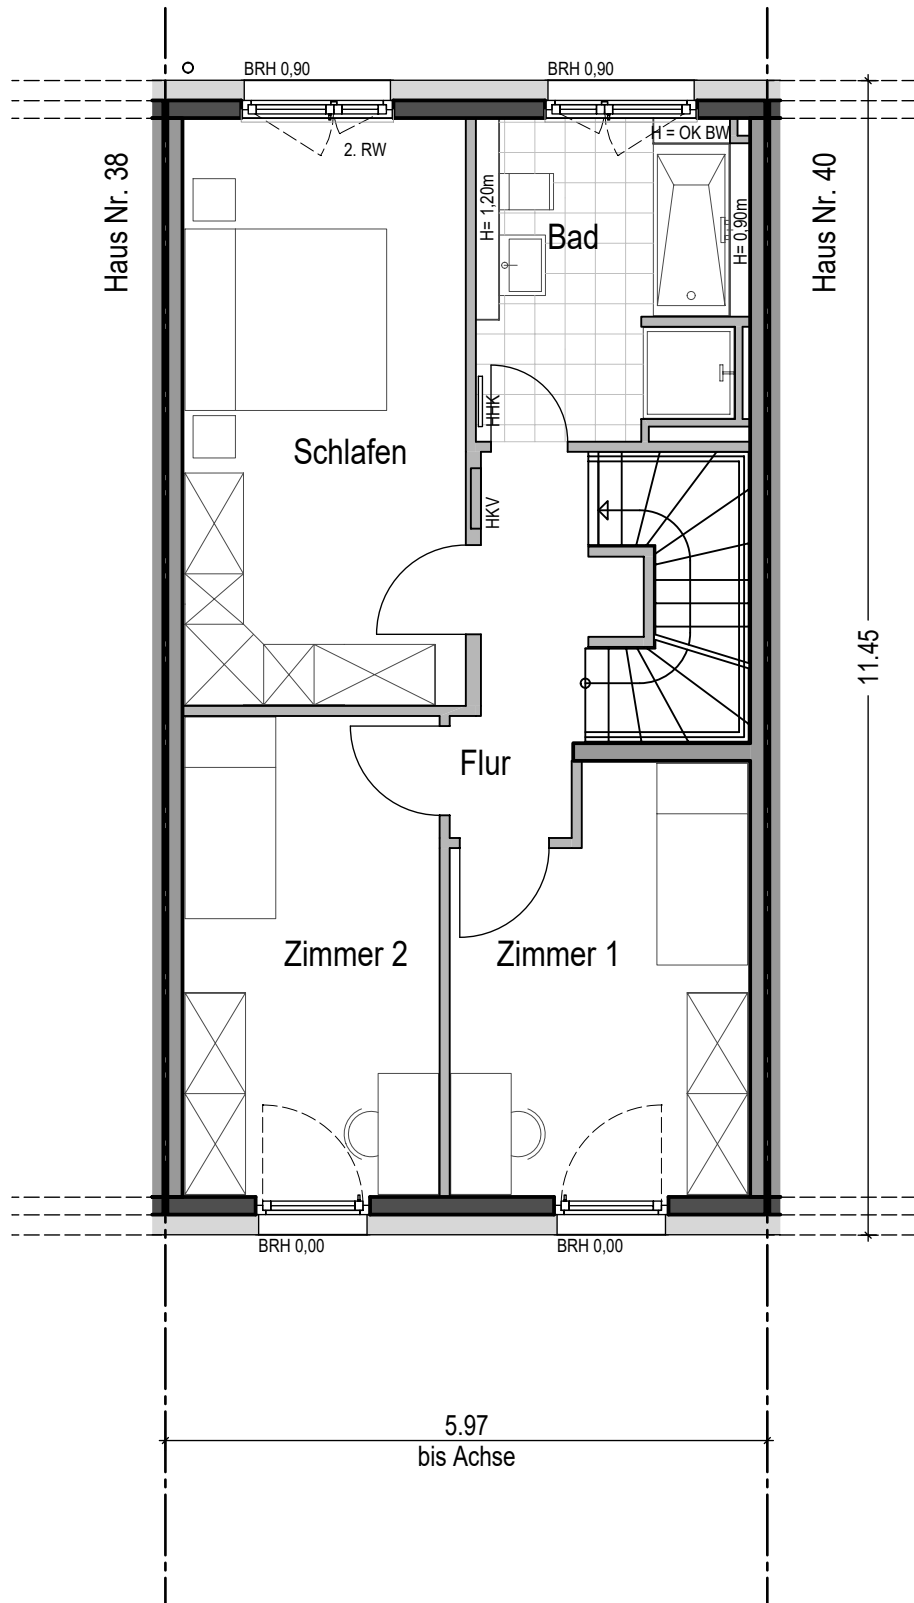 BRH 0,90
BRH 0,90
2. RW
H = OK BW
Haus Nr. 38
Haus Nr. 40
H= 1,20m
H= 0,90m
Bad
HHK
Schlafen
HKV
11.45
Flur
Zimmer 2
Zimmer 1
BRH 0,00
BRH 0,00
5.97
bis Achse